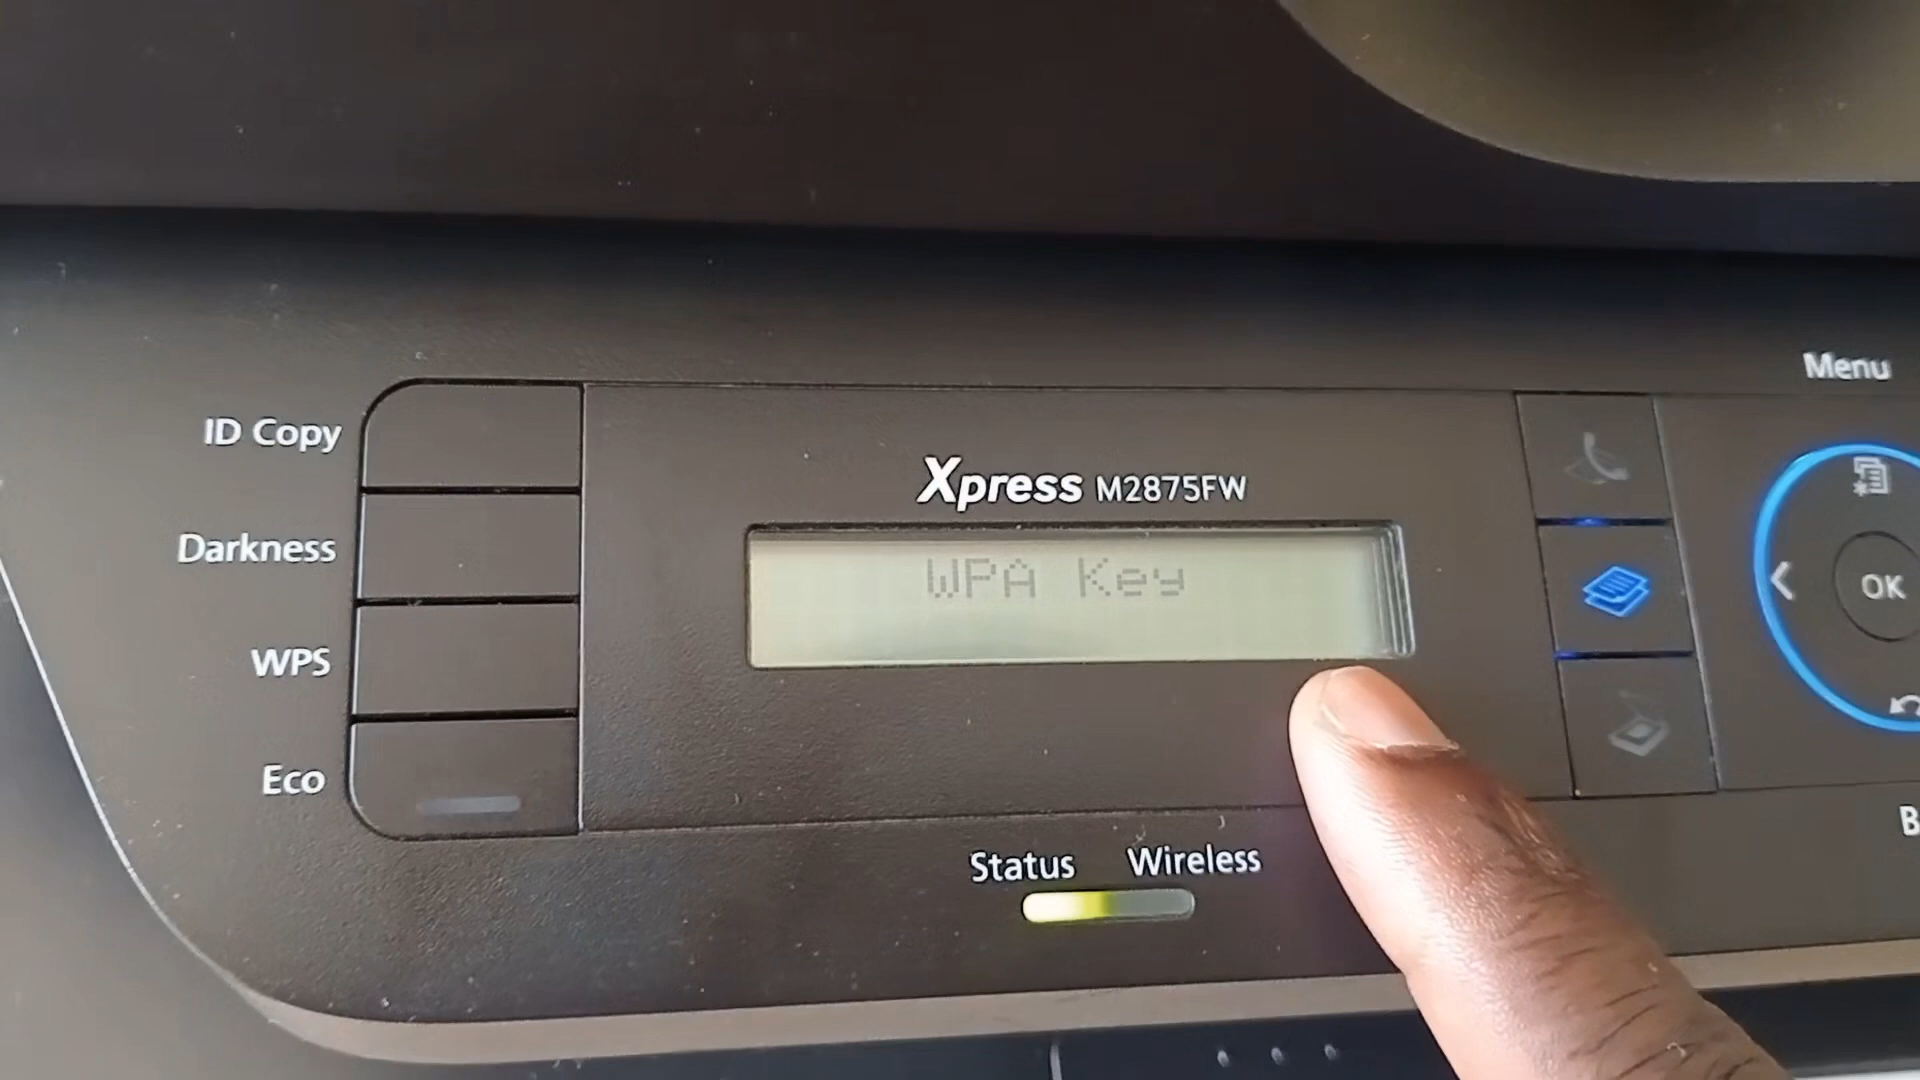 Menu
ID Copy
Xpress M2875FW
Darkness
WPA Key
OK
WPS
Eco
B
Status Wireless